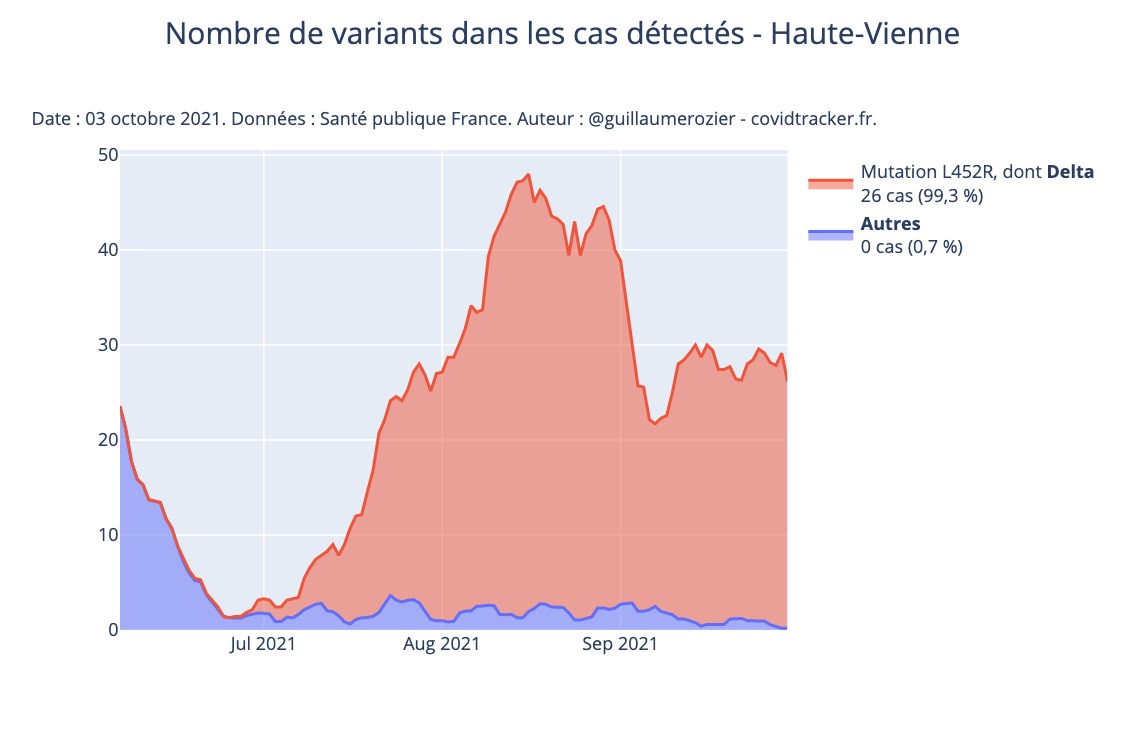 Nombre de variants dans les cas détectés - Haute-Vienne
Date : 03 octobre 2021. Données : Santé publique France. Auteur : @guillaumerozier - covidtracker.fr.
50
40
30
20
10
0
Jul 2021
Aug 2021
Sep 2021
Mutation L452R, dont Delta
26 cas (99,3 %)
Autres
0 cas (0,7 %)